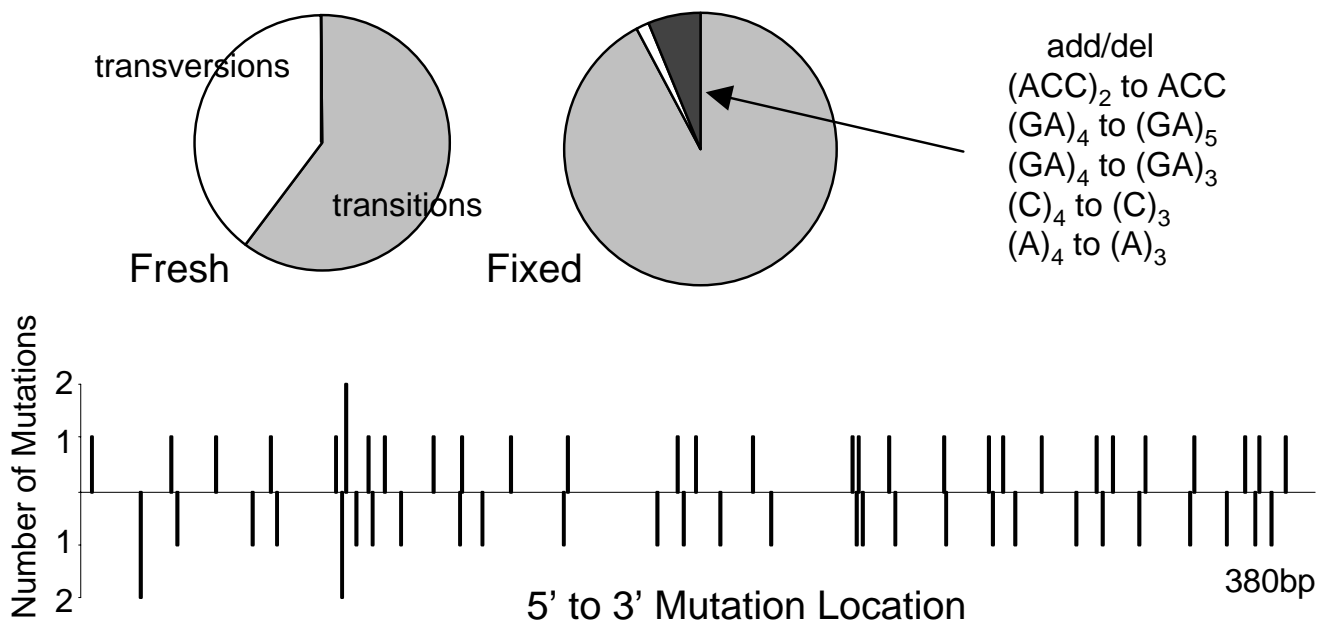 transversions
transitions
Fresh
Fixed
add/del
(ACC)2 to ACC
(GA)4 to (GA)5
(GA)4 to (GA)3
(C)4 to (C)3
(A)4 to (A)3
Number of Mutations
2
1
1
2
380bp
5’ to 3’ Mutation Location